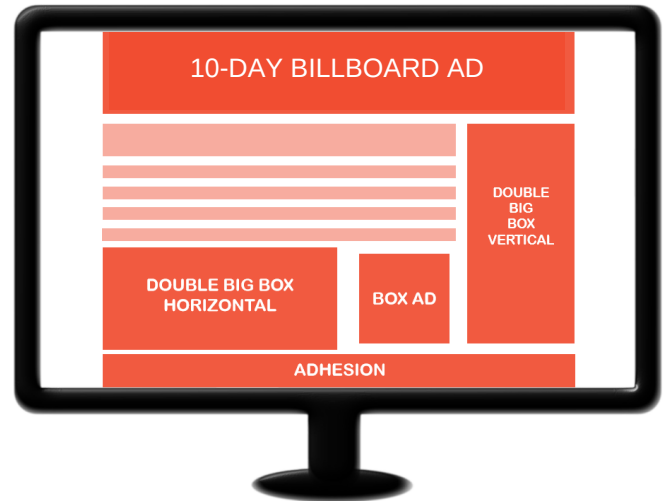 10-DAY BILLBOARD AD
DOUBLE
BIG
BOX
VERTICAL
DOUBLE BIG BOX
HORIZONTAL
BOX AD
ADHESION